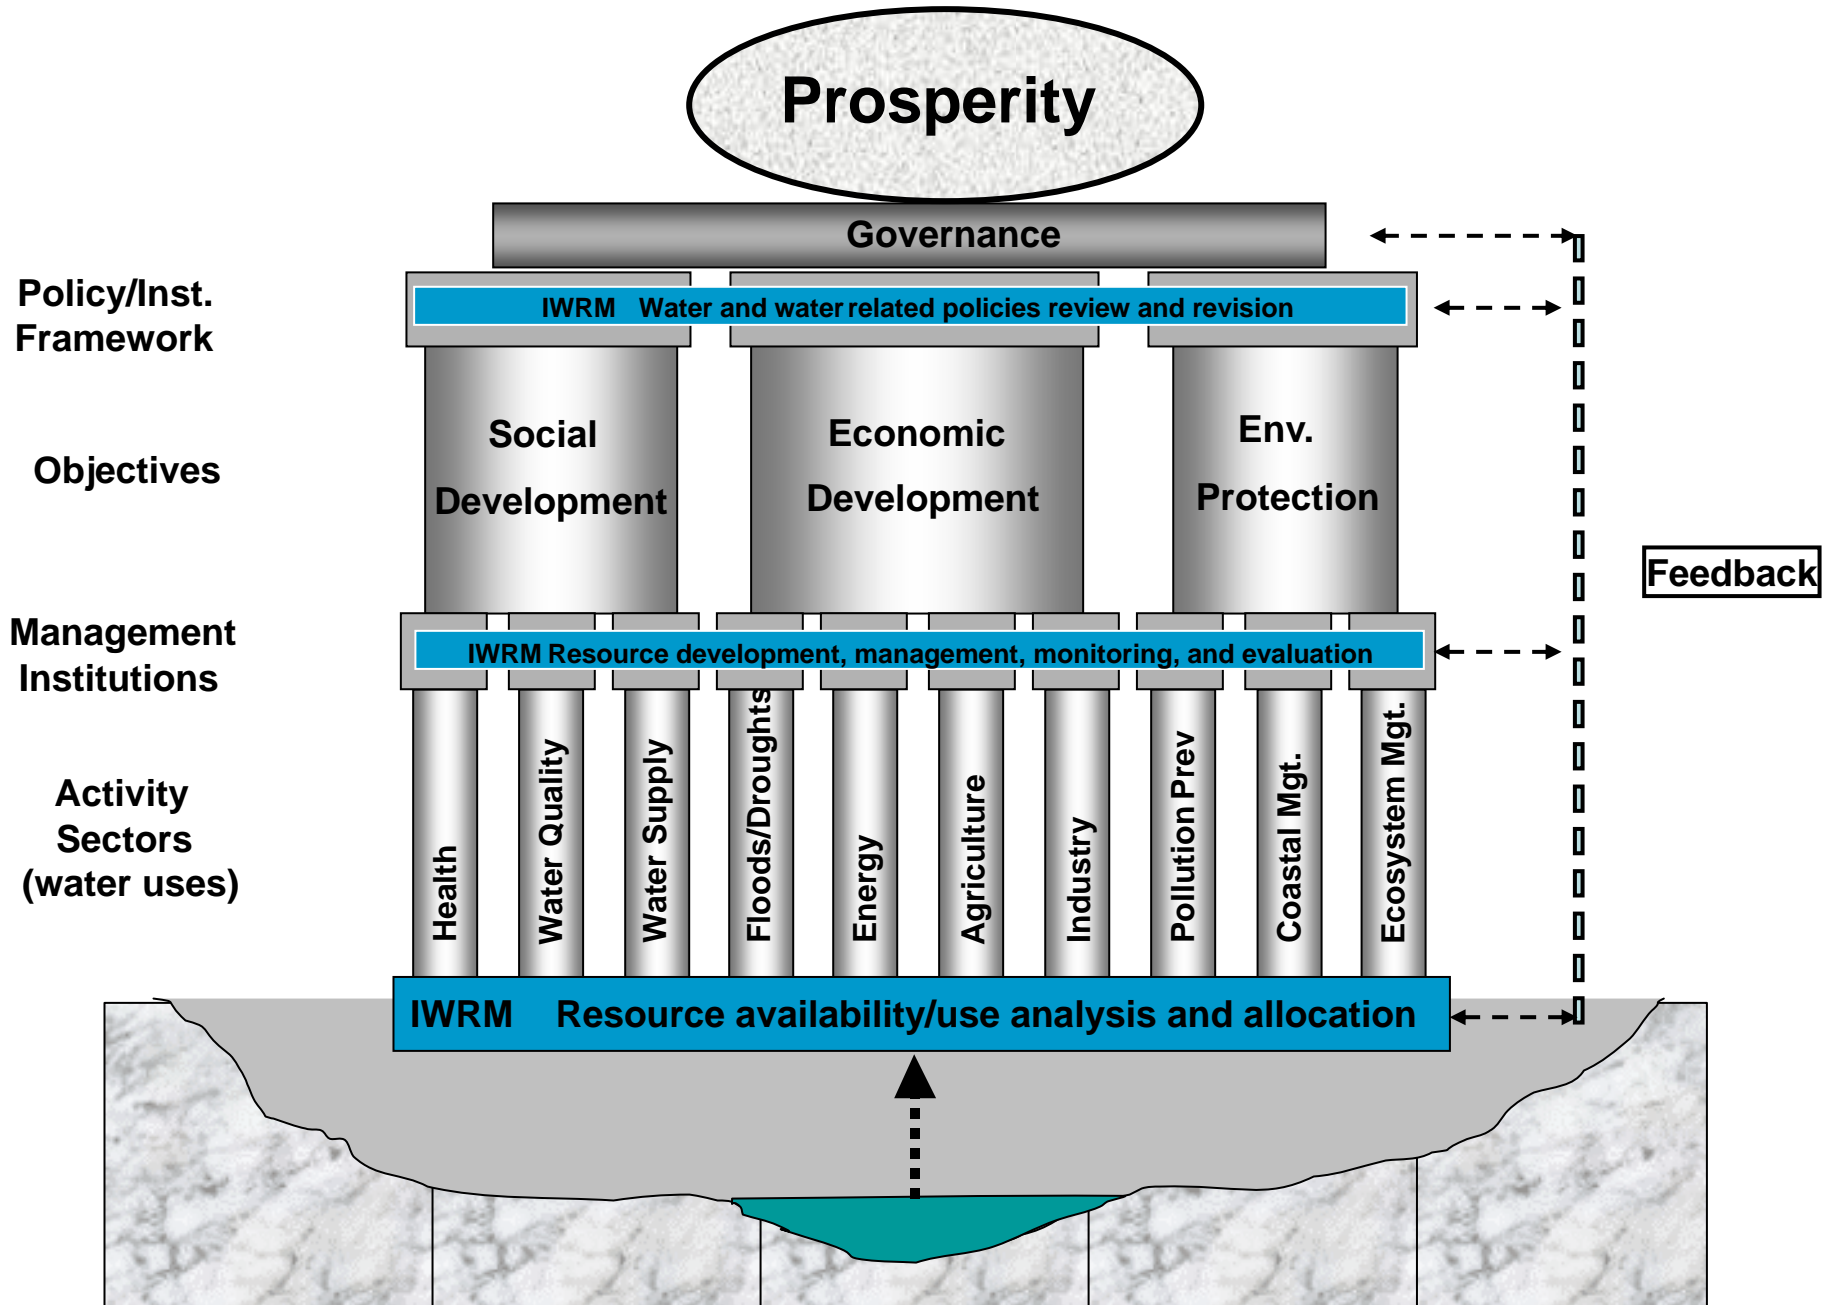 Prosperity
Governance
Policy/Inst.
Framework
IWRM Water and water related policies review and revision
Objectives
Social
Development
Economic
Development
Env.
Protection
Feedback
Management
Institutions
IWRM Resource development, management, monitoring, and evaluation
Activity
Sectors
(water uses)
Health
Water Quality
Water Supply
Floods/Droughts
Energy
Agriculture
Industry
Pollution Prev
Coastal Mgt.
Ecosystem Mgt.
IWRM Resource availability/use analysis and allocation